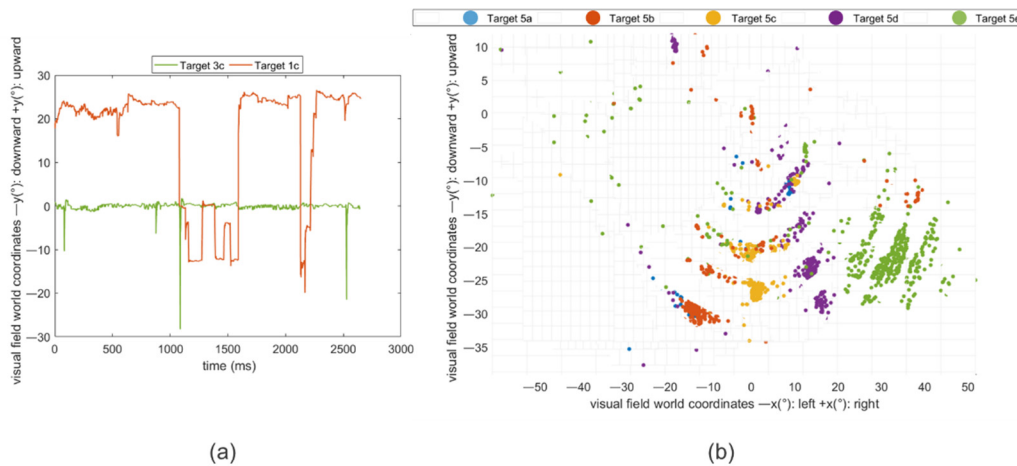 Target 5a Target 5b Target 5c Target 5d Target 5e
Target 3c Target 1c
visual field world coordinates —y(°): downward +y(°): upward
30
20
10
0
—10
—20
—30
0 500 1000 1500 2000 2500 3000
time (ms)
(a)
visual field world coordinates —y(°): downward +y(°): upward
10
5
0
—5
—10
—15
—20
—25
—30
—35
—50 —40 —30 —20 —10 0 10 20 30 40 50
visual field world coordinates —x(°): left +x(°): right
(b)